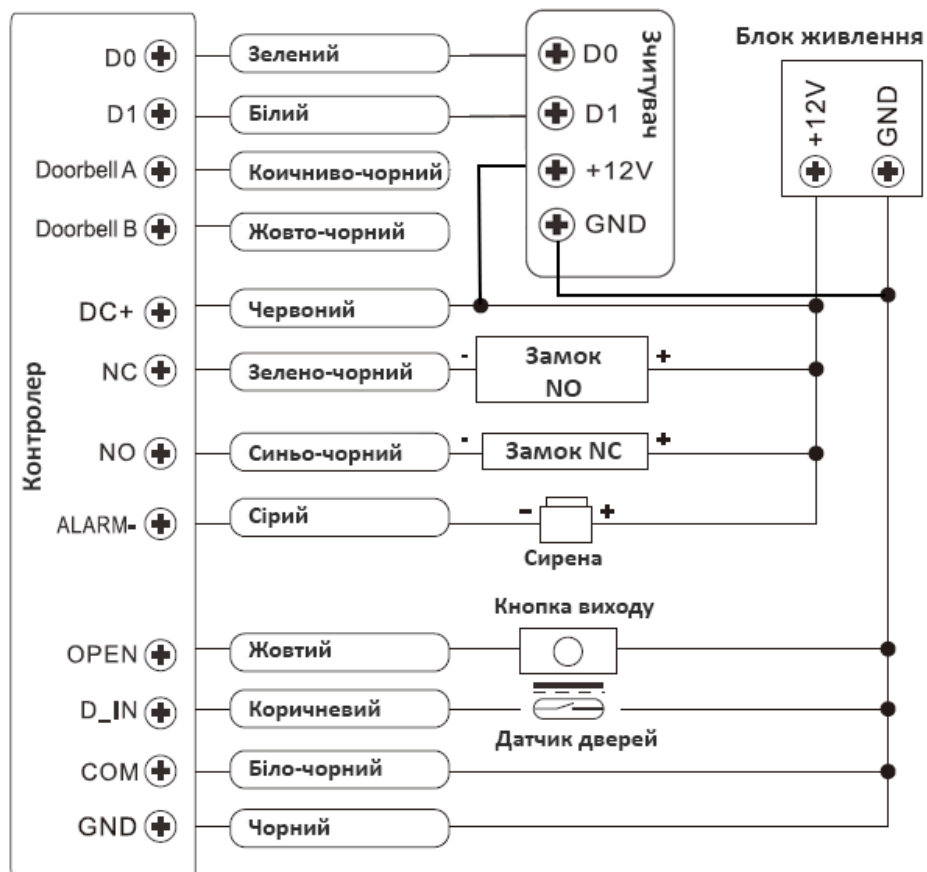 Блок живлення
+12V
GND
Зчитувач
D0
D1
+12V
GND
Контролер
D0
Зелений
D1
Білий
Doorbell A
Коичниво-чорний
Doorbell B
Жовто-чорний
DC+
Червоний
NC
Зелено-чорний
-
Замок
NO
+
NO
Синьо-чорний
-
Замок NC
+
ALARM-
Сірий
-
+
Сирена
Кнопка виходу
OPEN
Жовтий
D_IN
Коричневий
Датчик дверей
COM
Біло-чорний
GND
Чорний